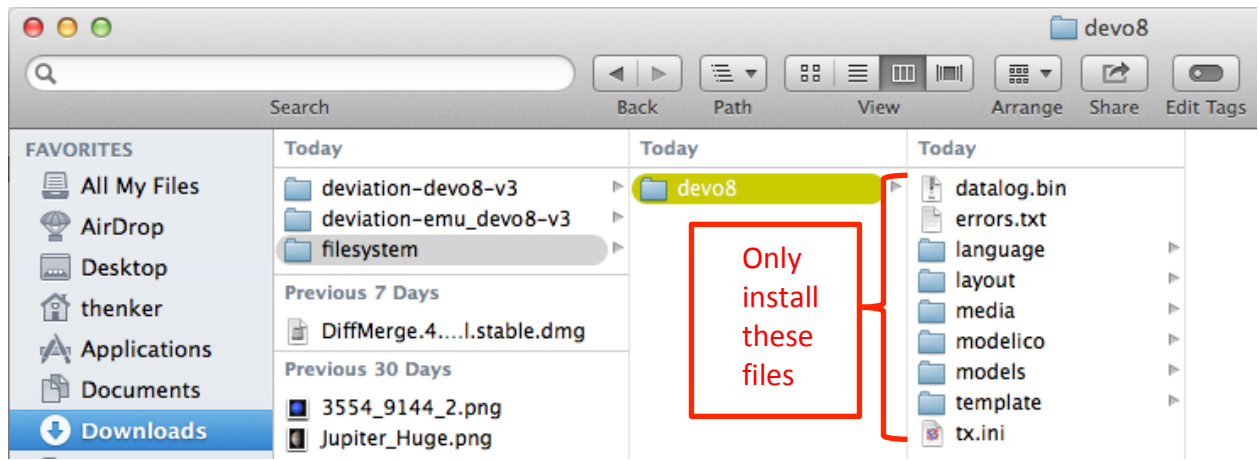 devo8
Search
Back
Path
View
Arrange
Share
Edit Tags
FAVORITES
All My Files
AirDrop
Desktop
thenker
Applications
Documents
Downloads
Today
deviation-devo8-v3
deviation-emu_devo8-v3
filesystem
Previous 7 Days
DiffMerge.4....l.stable.dmg
Previous 30 Days
3554_9144_2.png
Jupiter_Huge.png
Today
devo8
Only
install
these
files
Today
datalog.bin
errors.txt
language
layout
media
modelico
models
template
tx.ini